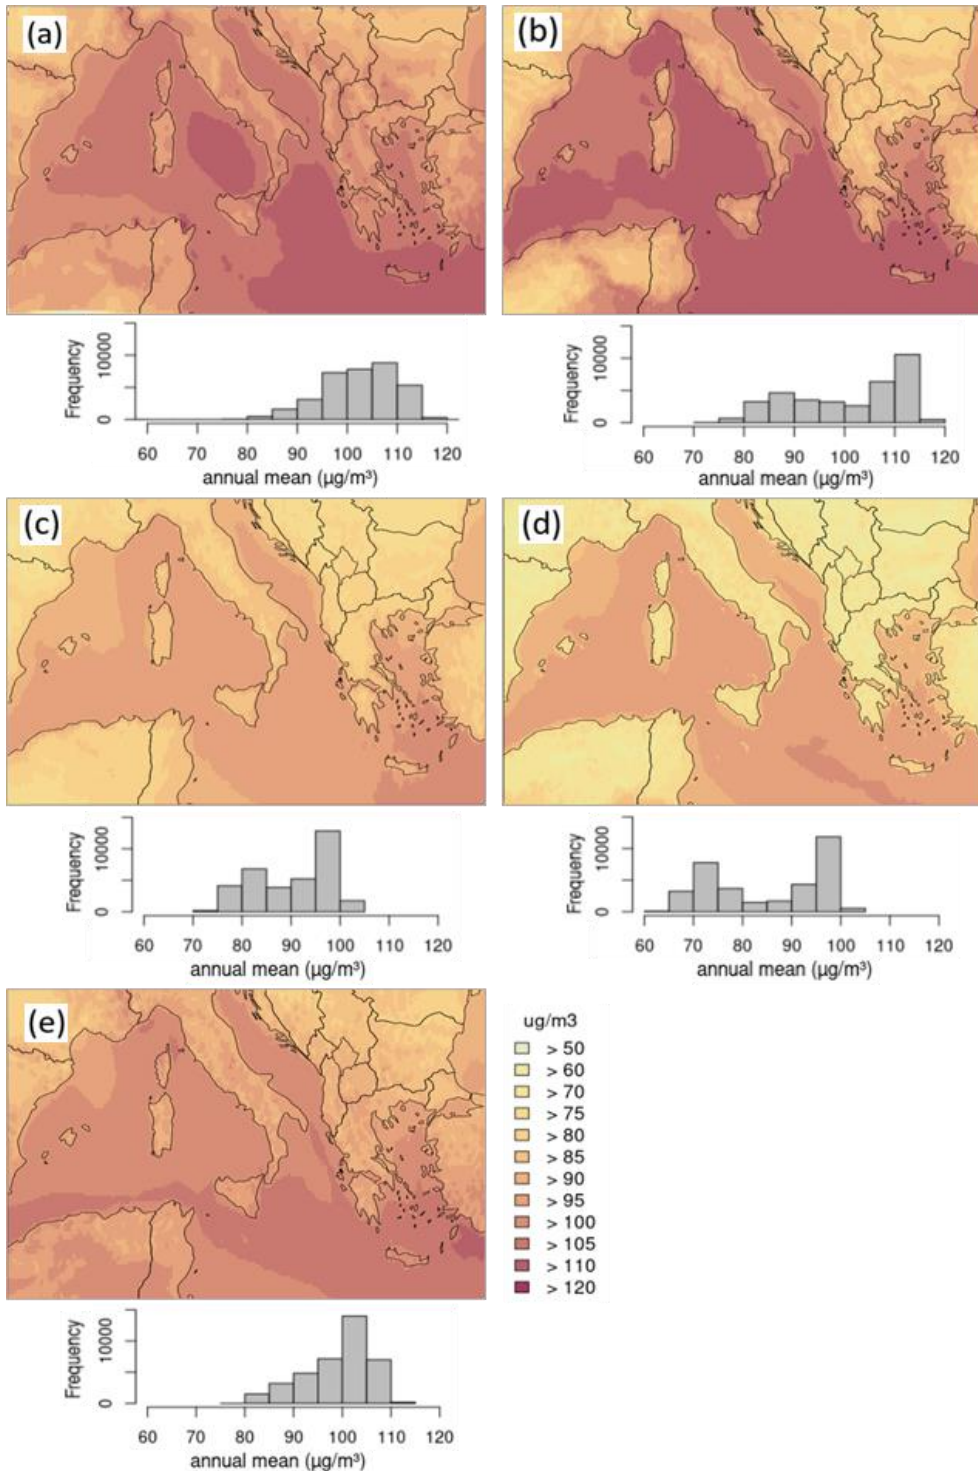 (a)
(b)
Frequency
0 10000
60 70 80 90 100 110 120
annual mean (µg/m³)
Frequency
0 10000
60 70 80 90 100 110 120
annual mean (µg/m³)
(c)
(d)
Frequency
0 10000
60 70 80 90 100 110 120
annual mean (µg/m³)
Frequency
0 10000
60 70 80 90 100 110 120
annual mean (µg/m³)
(e)
ug/m3
> 50
> 60
> 70
> 75
> 80
> 85
> 90
> 95
> 100
> 105
> 110
> 120
Frequency
0 10000
60 70 80 90 100 110 120
annual mean (µg/m³)